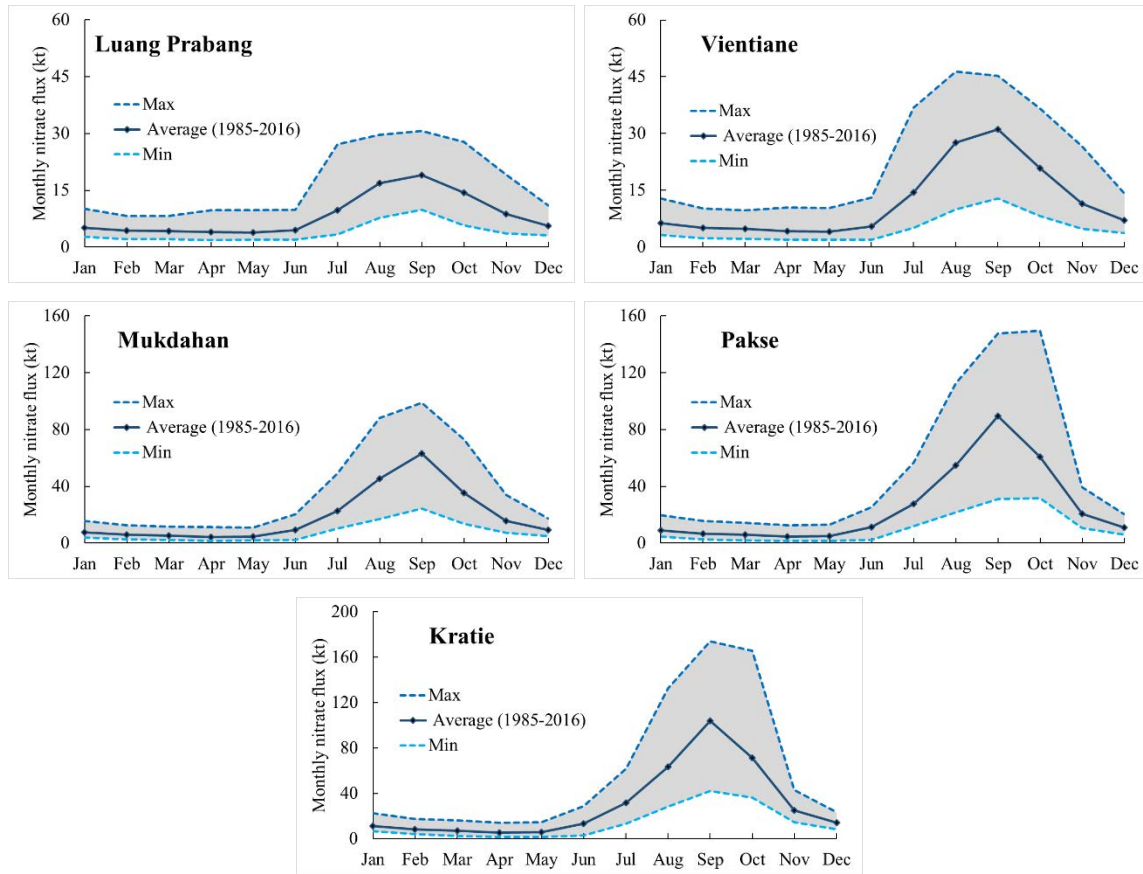 Luang Prabang
Monthly nitrate flux (kt)
60
45
30
15
0
Max
Average (1985-2016)
Min
Jan Feb Mar Apr May Jun Jul Aug Sep Oct Nov Dec
Vientiane
Monthly nitrate flux (kt)
60
45
30
15
0
Max
Average (1985-2016)
Min
Jan Feb Mar Apr May Jun Jul Aug Sep Oct Nov Dec
Mukdahan
Monthly nitrate flux (kt)
160
120
80
40
0
Max
Average (1985-2016)
Min
Jan Feb Mar Apr May Jun Jul Aug Sep Oct Nov Dec
Pakse
Monthly nitrate flux (kt)
160
120
80
40
0
Max
Average (1985-2016)
Min
Jan Feb Mar Apr May Jun Jul Aug Sep Oct Nov Dec
Kratie
Monthly nitrate flux (kt)
200
160
120
80
40
0
Max
Average (1985-2016)
Min
Jan Feb Mar Apr May Jun Jul Aug Sep Oct Nov Dec